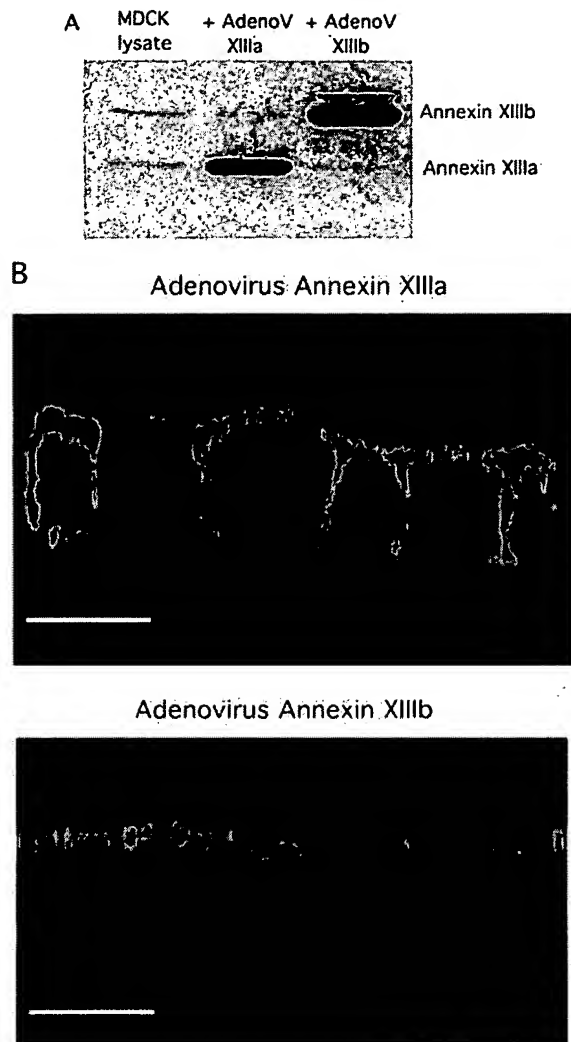 A
MDCK lysate
+ AdenoV XIIIa
+ AdenoV XIIIb
Annexin XIIIb
Annexin XIIIa
B
Adenovirus Annexin XIIIa
Adenovirus Annexin XIIIb